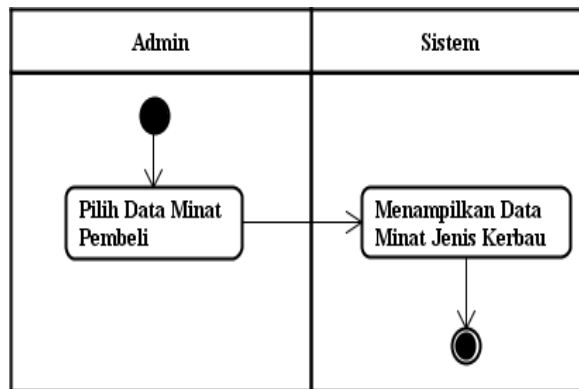 Admin
Sistem
Pilih Data Minat
Pembeli
Menampilkan Data
Minat Jenis Kerbau